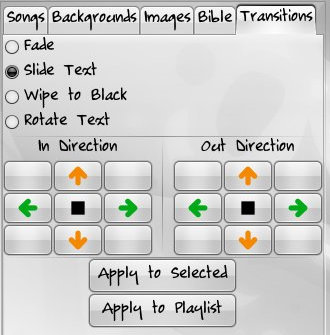 Songs Backgrounds Images Bible Transitions
Fade
Slide Text
Wipe to Black
Rotate Text
In Direction Out Direction
Apply to Selected
Apply to Playlist